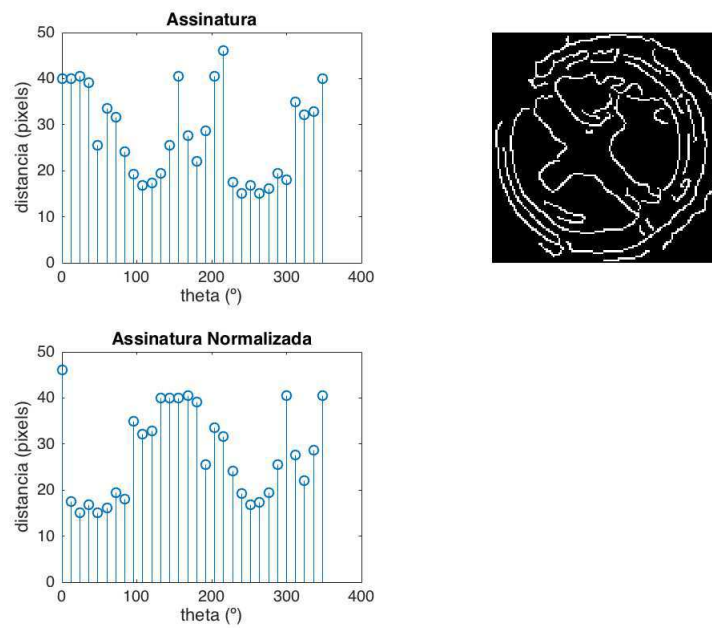 Assinatura
50
40
30
20
10
0
distancia (pixels)
0 100 200 300 400
theta (º)
Assinatura Normalizada
50
40
30
20
10
0
distancia (pixels)
0 100 200 300 400
theta (º)